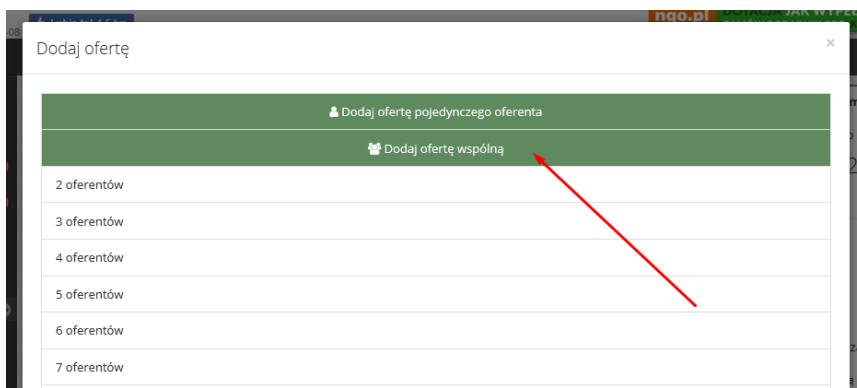 ngo.pl
Dodaj ofertę
×
Dodaj ofertę pojedynczego oferenta
Dodaj ofertę wspólną
2 oferentów
3 oferentów
4 oferentów
5 oferentów
6 oferentów
7 oferentów